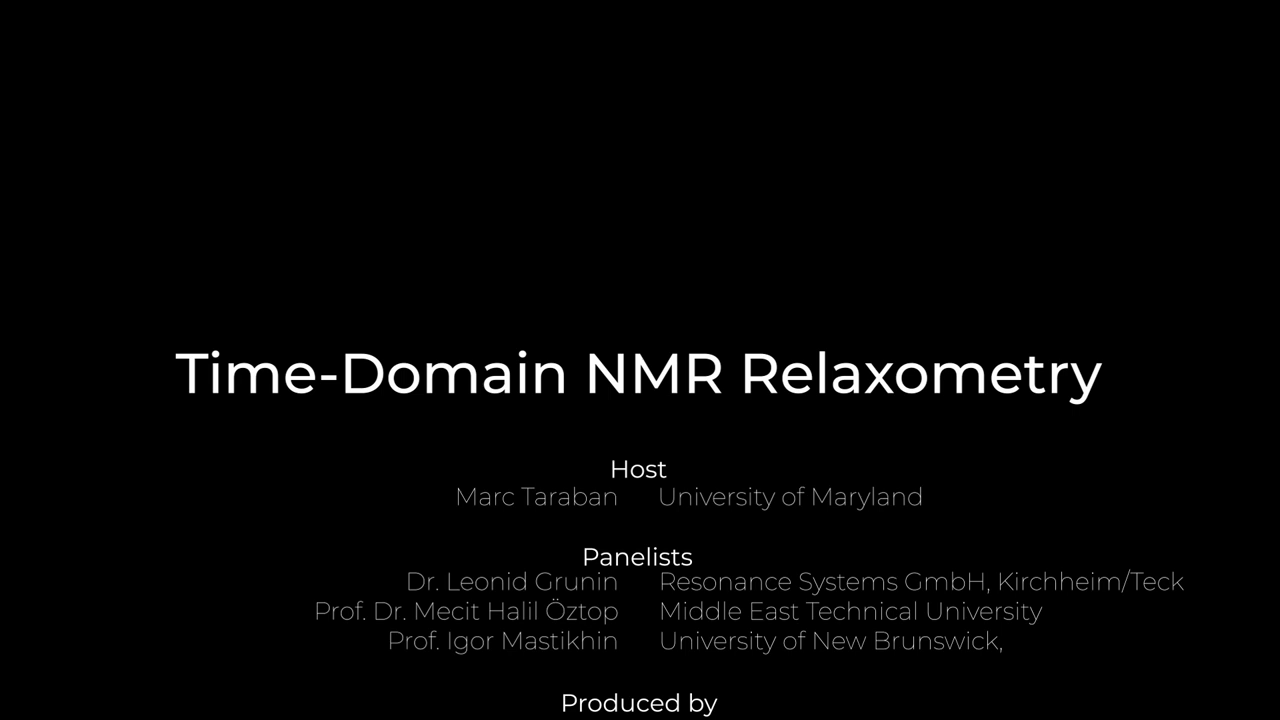 Time-Domain NMR Relaxometry
Host
Marc Taraban University of Maryland
Panelists
Dr. Leonid Grunin Resonance Systems GmbH, Kirchheim/Teck
Prof. Dr. Mecit Halil Öztop Middle East Technical University
Prof. Igor Mastikhin University of New Brunswick,
Produced by